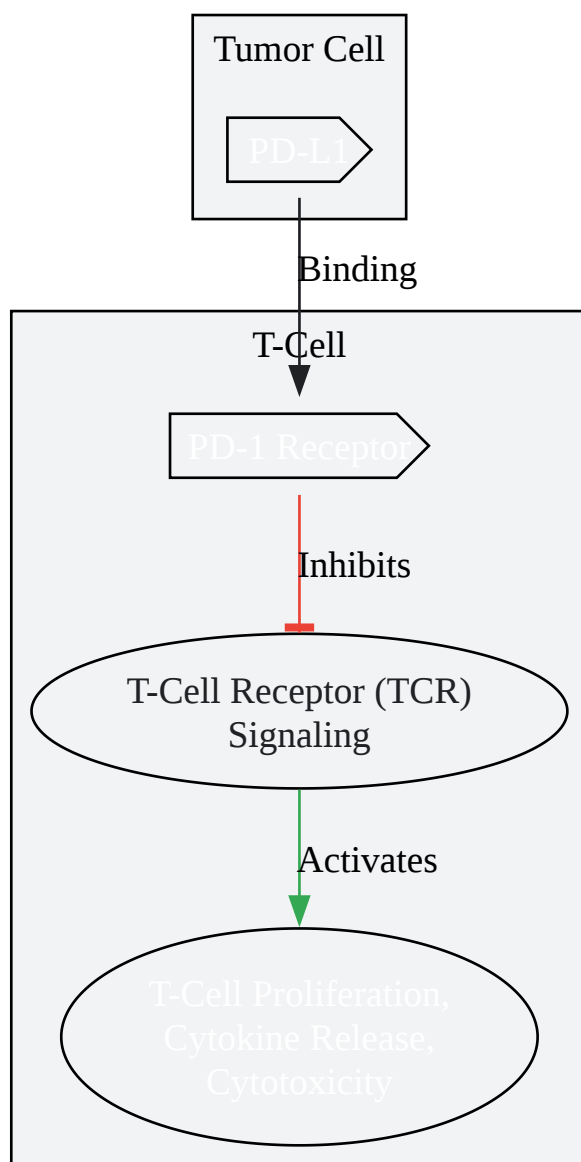 Tumor Cell
PD-L1
Binding
T-Cell
PD-1 Receptor
Inhibits
T-Cell Receptor (TCR)
Signaling
Activates
T-Cell Proliferation,
Cytokine Release,
Cytotoxicity